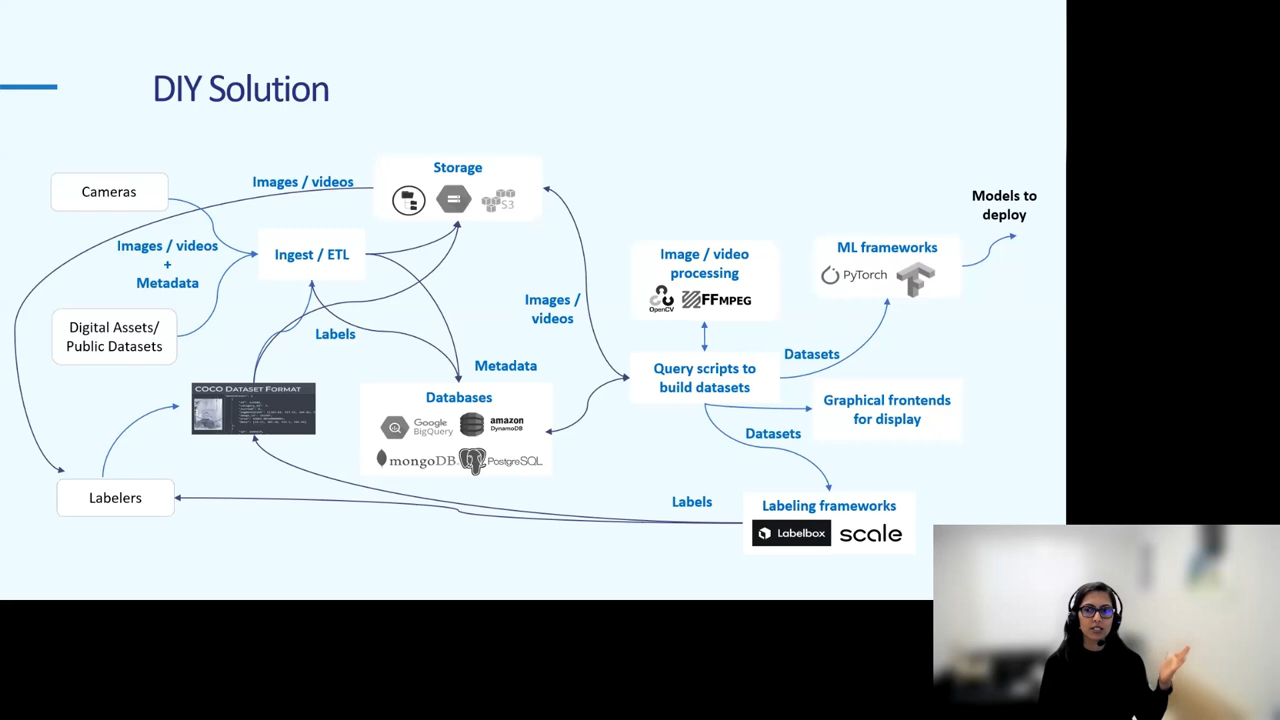 DIY Solution
Cameras
Images / videos
+
Metadata
Digital Assets/
Public Datasets
Ingest / ETL
Images / videos
Storage
S3
Labels
COCO DATASET FORMAT
Labelers
Metadata
Databases
Google
BigQuery
amazon
DynamoDB
mongoDB
PostgreSQL
Images /
videos
Image / video
processing
OpenCV
FFMPEG
Query scripts to
build datasets
Datasets
ML frameworks
PyTorch
Models to
deploy
Graphical frontends
for display
Datasets
Labels
Labeling frameworks
Labelbox
scale